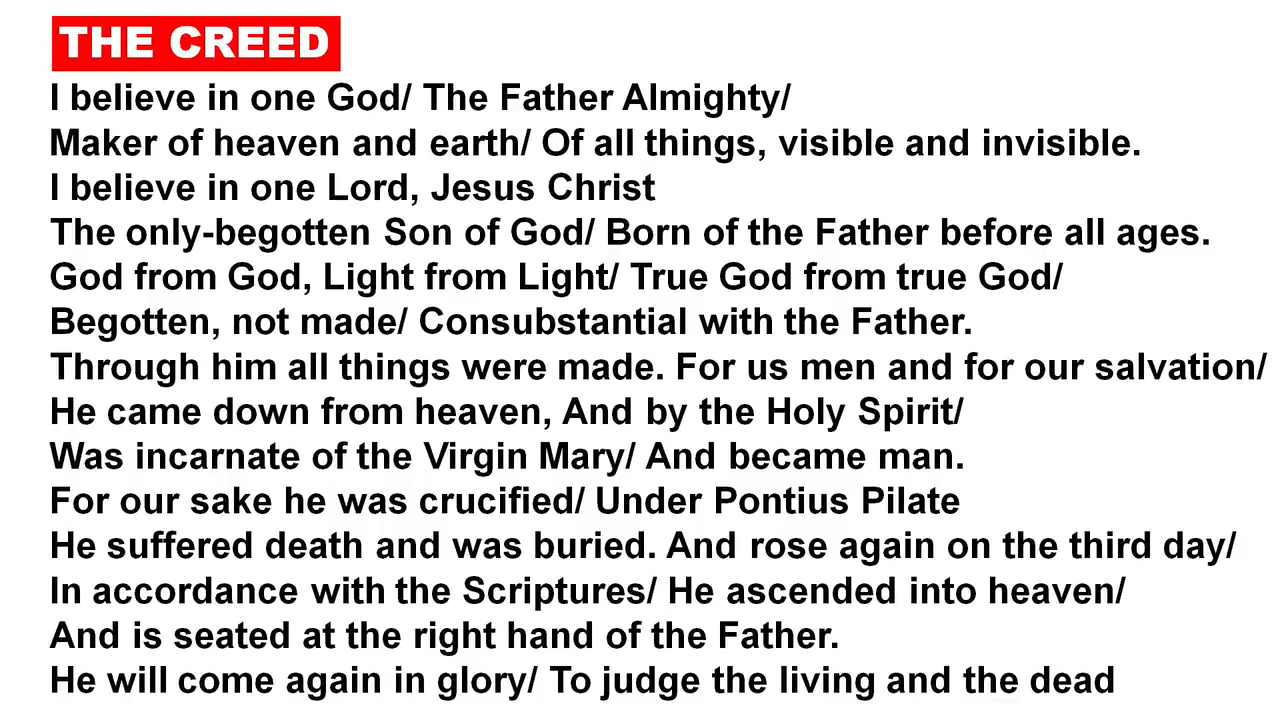 THE CREED
I believe in one God/ The Father Almighty/
Maker of heaven and earth/ Of all things, visible and invisible.
I believe in one Lord, Jesus Christ
The only-begotten Son of God/ Born of the Father before all ages.
God from God, Light from Light/ True God from true God/
Begotten, not made/ Consubstantial with the Father.
Through him all things were made. For us men and for our salvation/
He came down from heaven, And by the Holy Spirit/
Was incarnate of the Virgin Mary/ And became man.
For our sake he was crucified/ Under Pontius Pilate
He suffered death and was buried. And rose again on the third day/
In accordance with the Scriptures/ He ascended into heaven/
And is seated at the right hand of the Father.
He will come again in glory/ To judge the living and the dead